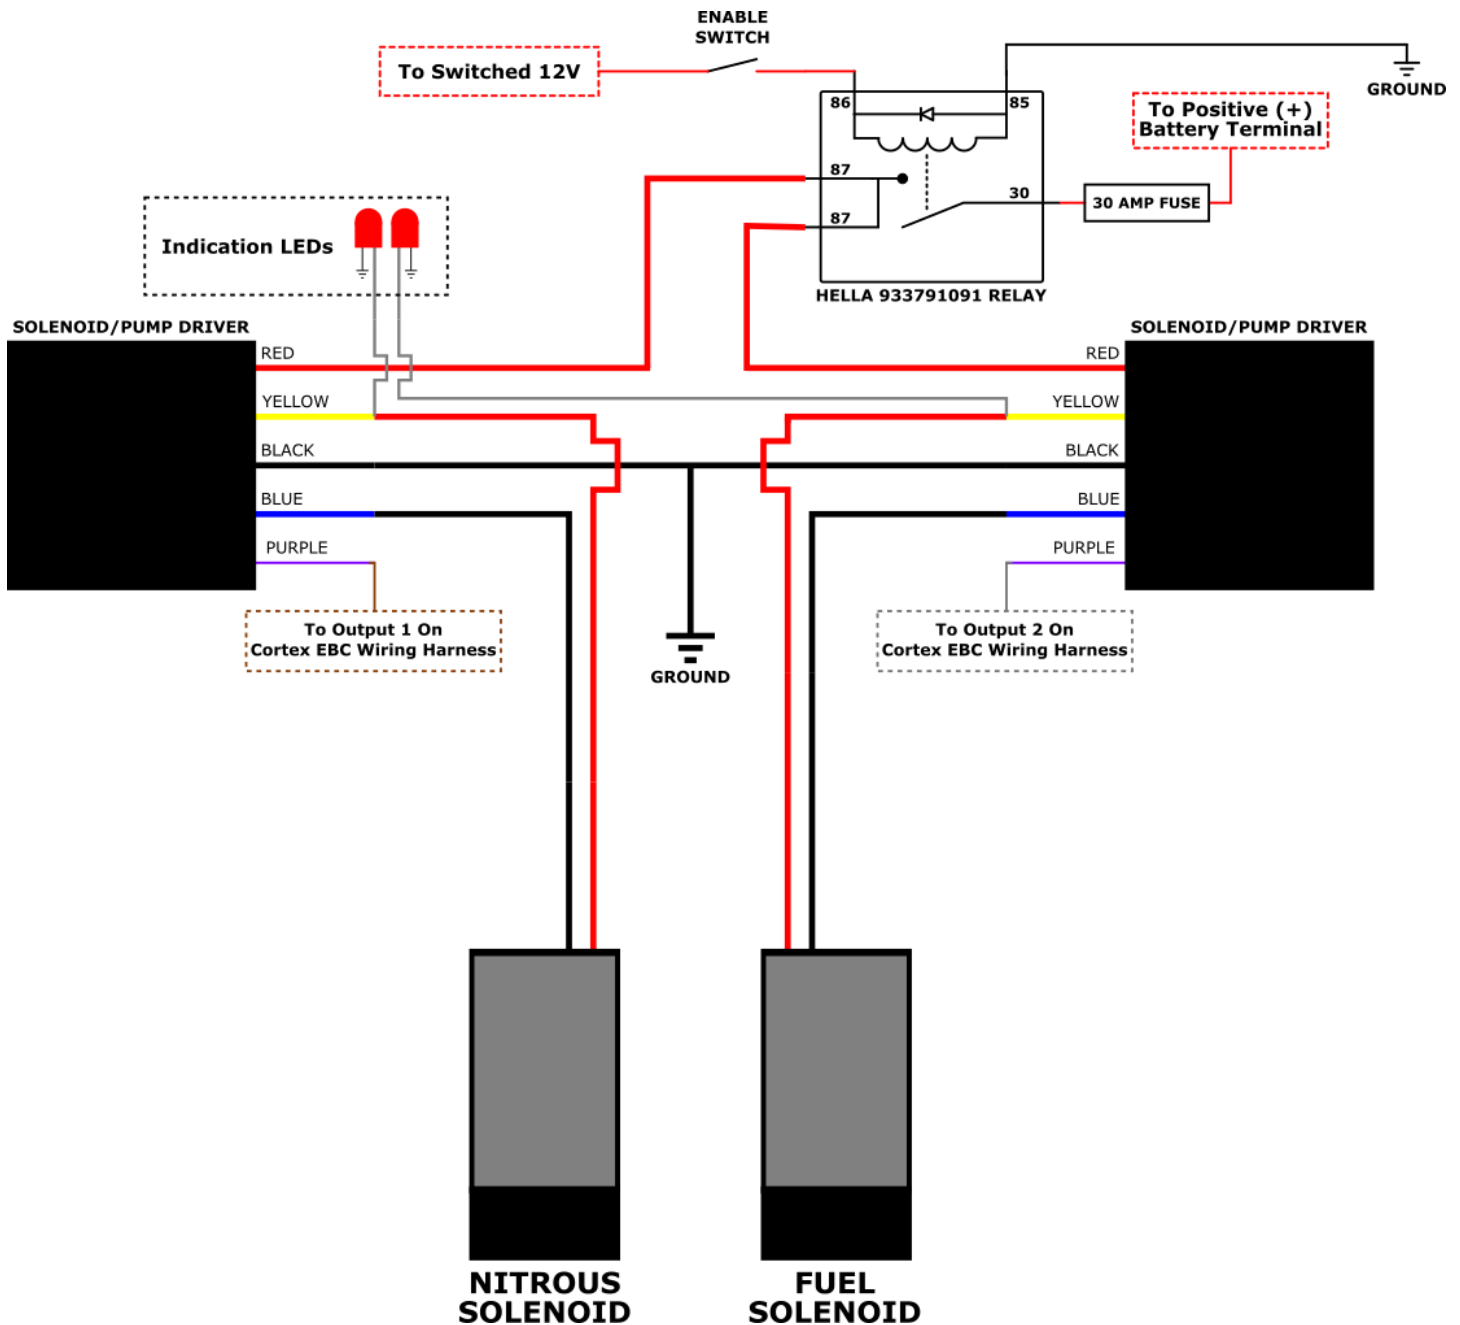 ENABLE
SWITCH
To Switched 12V
GROUND
86
85
To Positive (+)
Battery Terminal
87
30
30 AMP FUSE
87
Indication LEDs
HELLA 933791091 RELAY
SOLENOID/PUMP DRIVER
SOLENOID/PUMP DRIVER
RED
RED
YELLOW
YELLOW
BLACK
BLACK
BLUE
BLUE
PURPLE
PURPLE
To Output 1 On
Cortex EBC Wiring Harness
To Output 2 On
Cortex EBC Wiring Harness
GROUND
NITROUS
SOLENOID
FUEL
SOLENOID